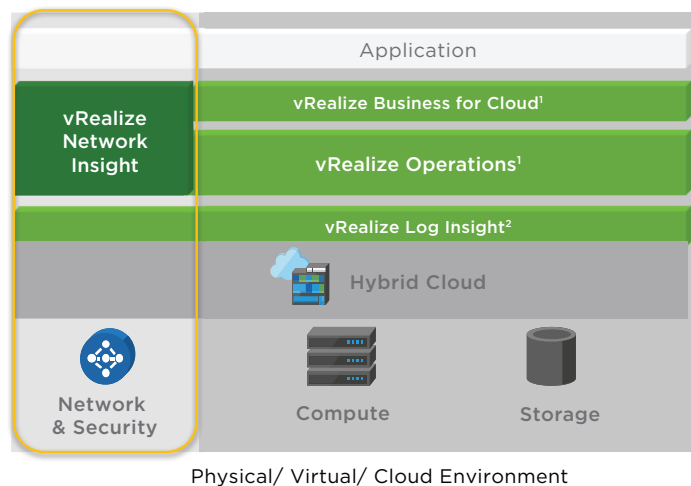 Application
vRealize Business for Cloud¹
vRealize
Network
Insight
vRealize Operations¹
vRealize Log Insight²
Hybrid Cloud
Network
& Security
Compute
Storage
Physical/ Virtual/ Cloud Environment